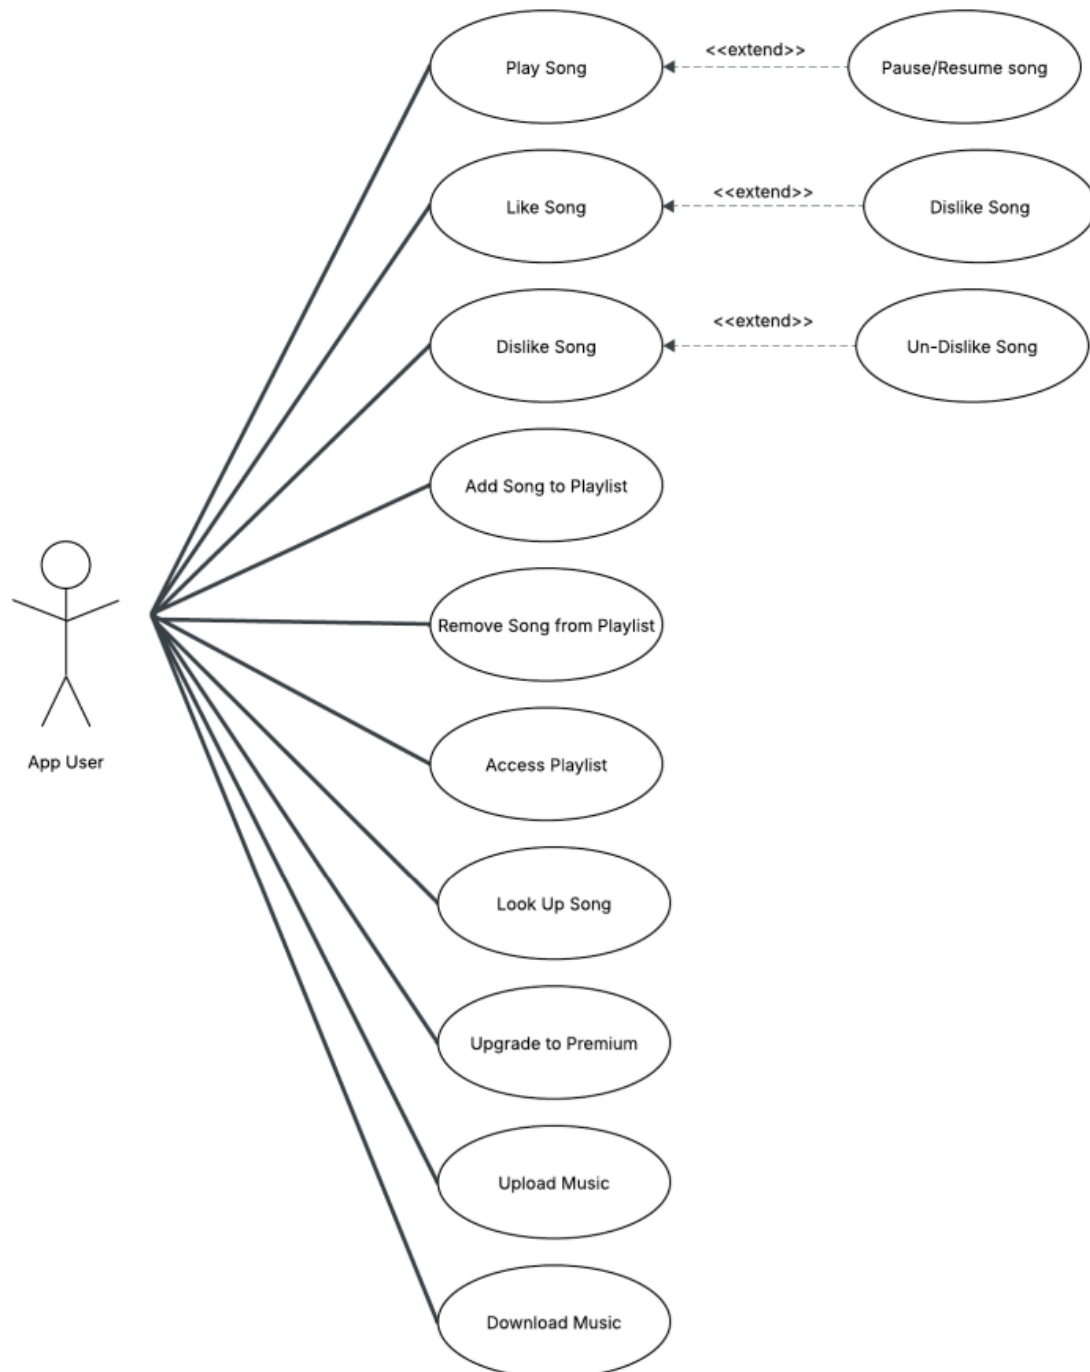 Play Song
<<extend>>
Pause/Resume song
Like Song
<<extend>>
Dislike Song
Dislike Song
<<extend>>
Un-Dislike Song
Add Song to Playlist
Remove Song from Playlist
App User
Access Playlist
Look Up Song
Upgrade to Premium
Upload Music
Download Music